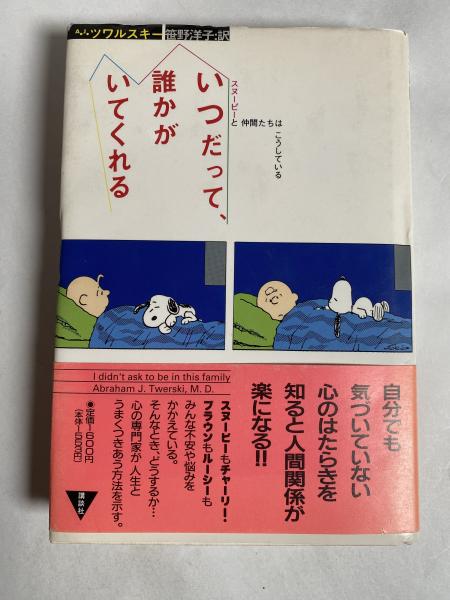 A.J.ツワルスキー 笹野洋子:訳
いつだって、
誰かが
いてくれる
スヌーピーと仲間たちは
こうしている
I didn't ask to be in this family
Abraham J. Twerski, M. D.
自分でも
気づいていない
心のはたらきを
知ると人間関係が
楽になる!!
スヌーピーもチャーリー・
ブラウンもルーシーも
みんな不安や悩みを
かかえている。
そんなとき、どうするか…
心の専門家が人生と
うまくつきあう方法を示す。
●定価1600円
講談社